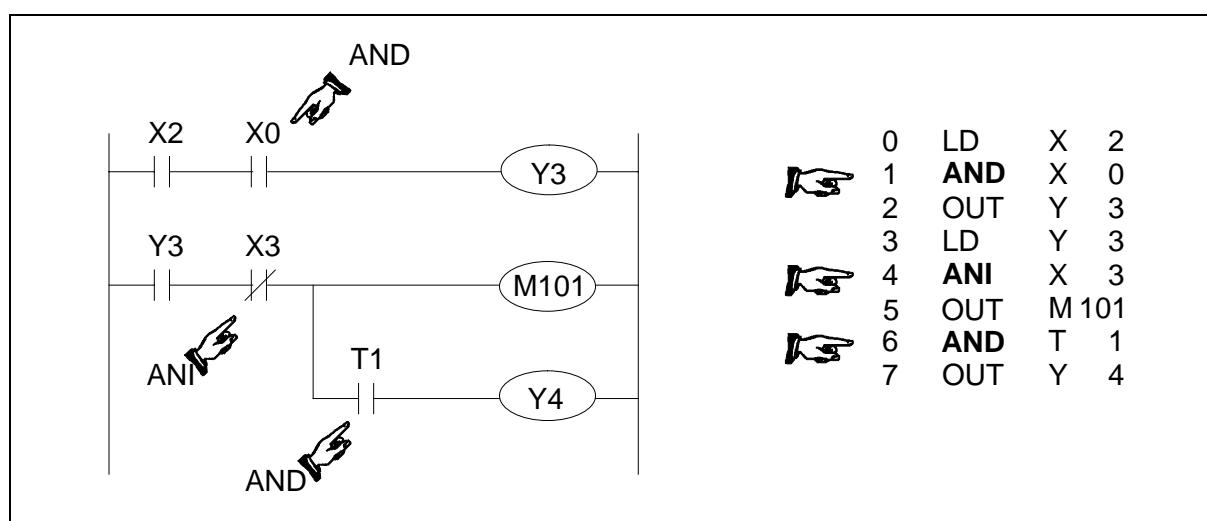 AND
X2 X0
Y3
Y3 X3
M101
ANI
T1
Y4
AND
0 LD X 2
1 AND X 0
2 OUT Y 3
3 LD Y 3
4 ANI X 3
5 OUT M 101
6 AND T 1
7 OUT Y 4